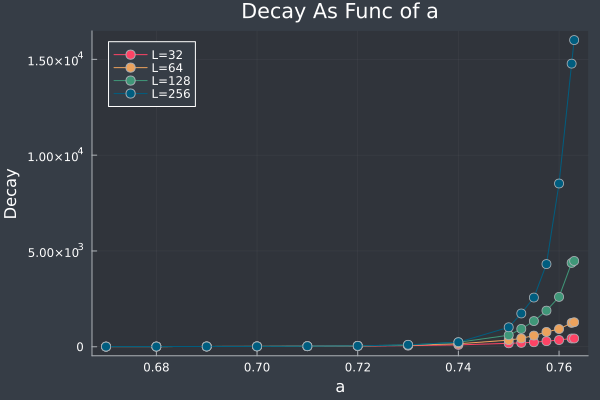 Decay As Func of a
1.50×10⁴
1.00×10⁴
5.00×10³
0
Decay
L=32
L=64
L=128
L=256
0.68 0.70 0.72 0.74 0.76
a